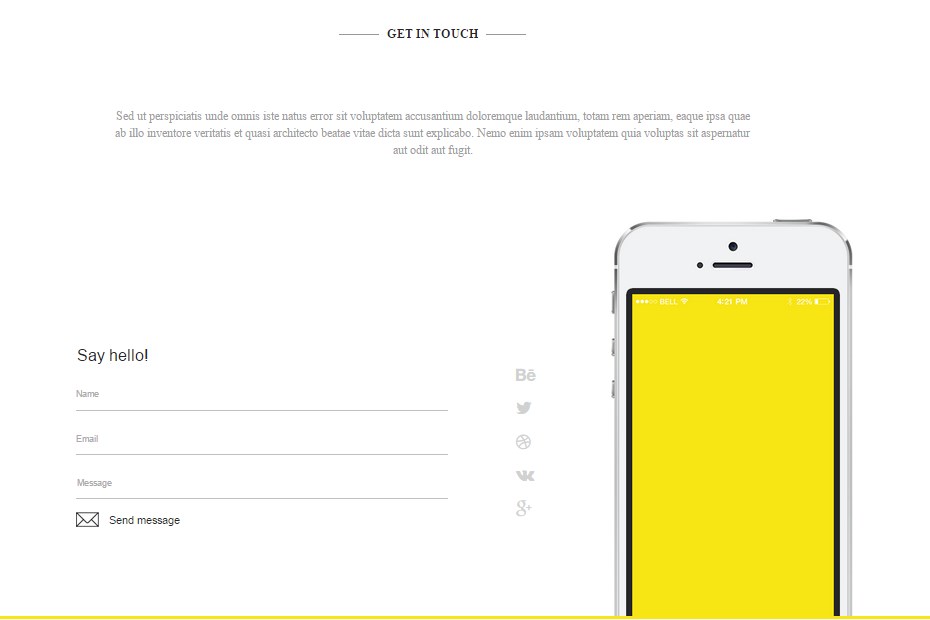 GET IN TOUCH
Sed ut perspiciatis unde omnis iste natus error sit voluptatem accusantium doloremque laudantium, totam rem aperiam, eaque ipsa quae
ab illo inventore veritatis et quasi architecto beatae vitae dicta sunt explicabo. Nemo enim ipsam voluptatem quia voluptas sit aspernatur
aut odit aut fugit.
BELL 4:21 PM 22%
Say hello!
Name
Email
Message
Send message
Bē
g+